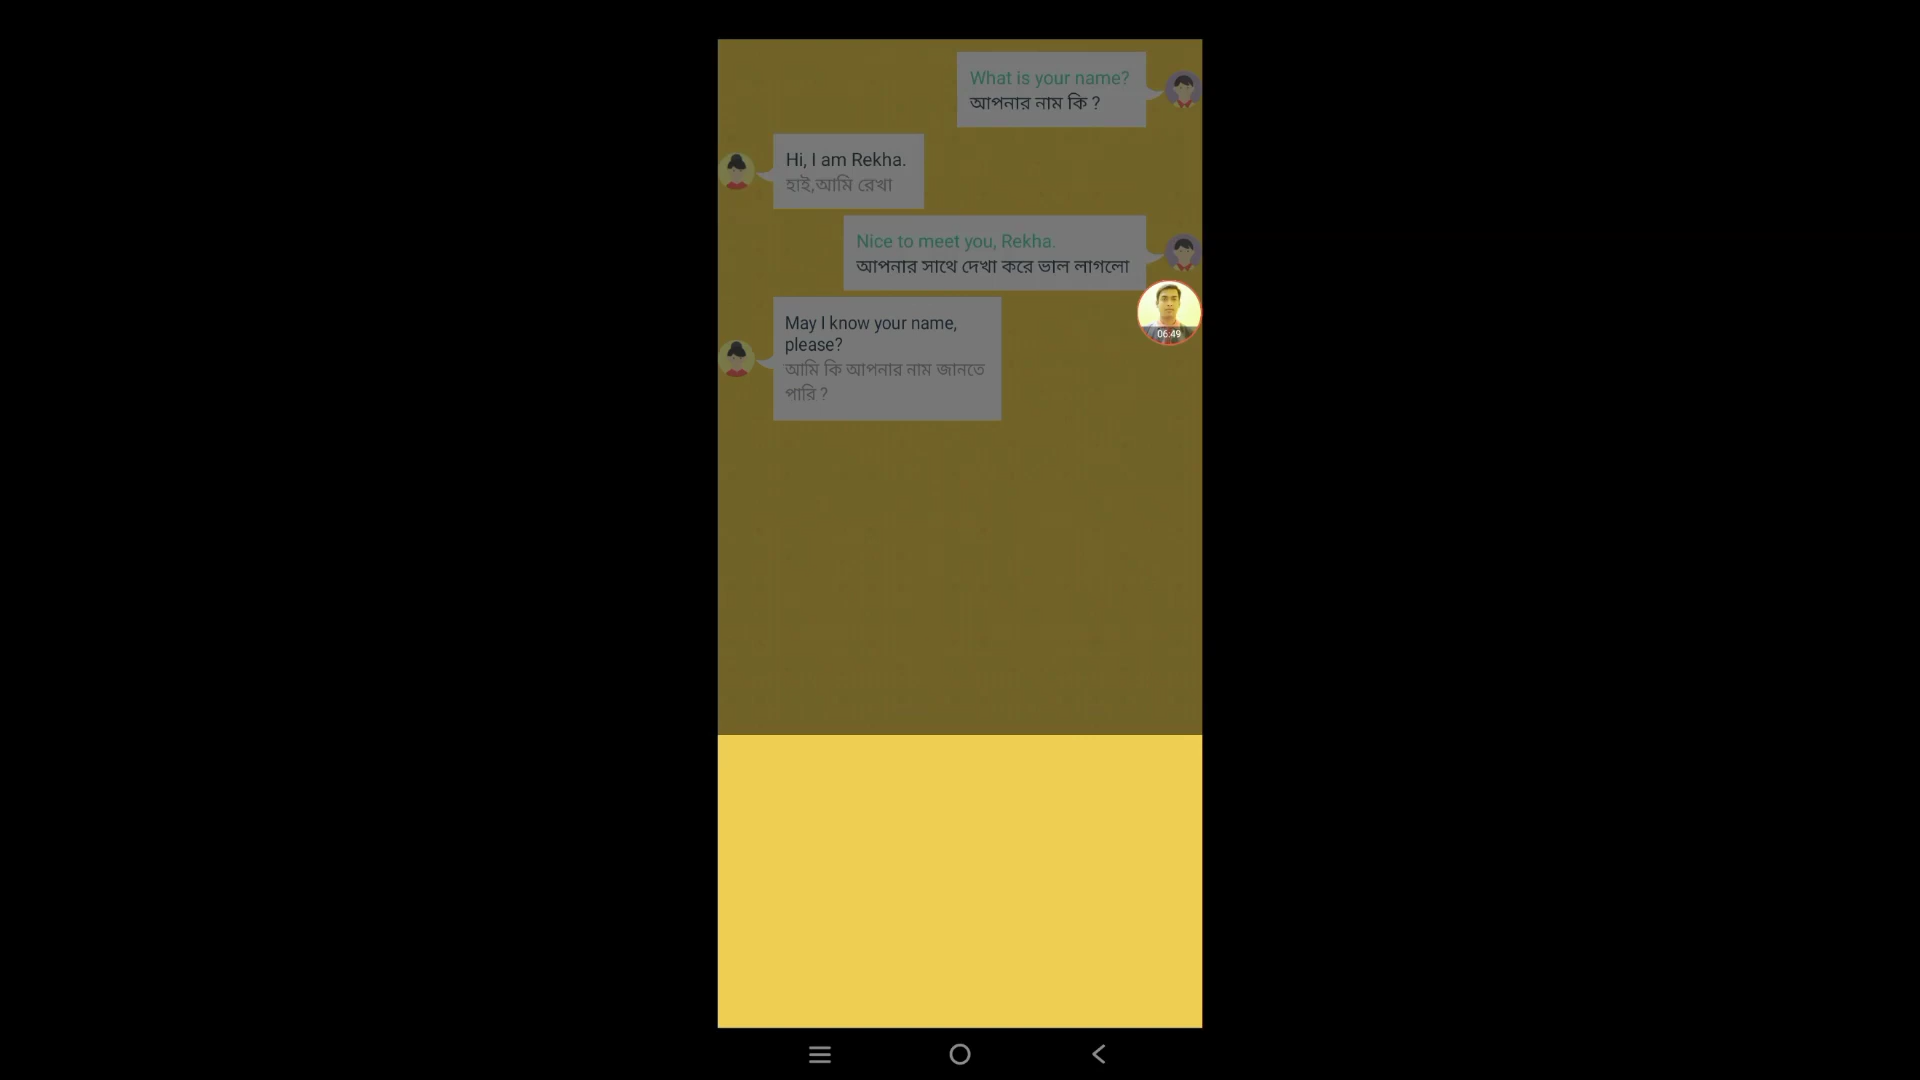 What is your name?
আপনার নাম কি ?
Hi, I am Rekha.
হাই,আমি রেখা
Nice to meet you, Rekha.
আপনার সাথে দেখা করে ভাল লাগলো
06:49
May I know your name,
please?
আমি কি আপনার নাম জানতে
পারি ?